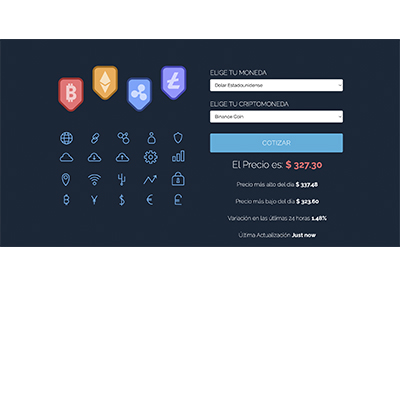 ELIGE TU MONEDA
Dolar Estadounidense
ELIGE TU CRIPTOMONEDA
Binance Coin
COTIZAR
El Precio es: $ 327.30
Precio más alto del día $ 337.48
Precio más bajo del día $ 323.60
Variación en las últimas 24 horas 1.48%
Última Actualización Just now